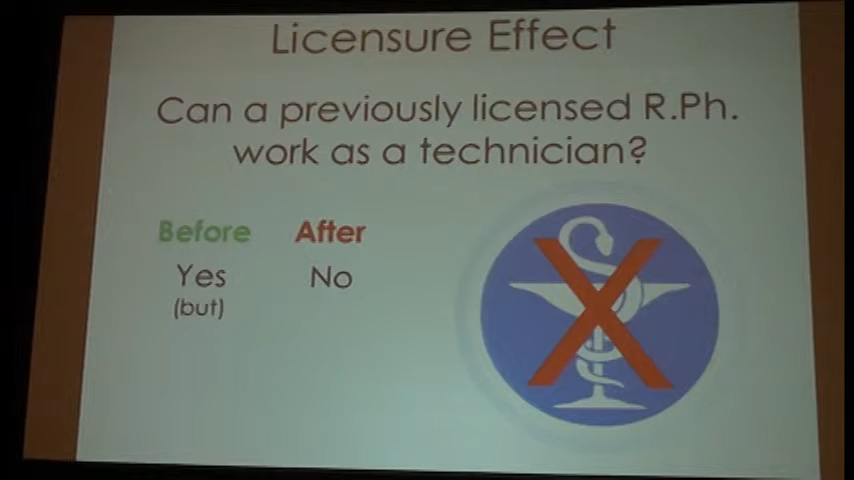 Licensure Effect
Can a previously licensed R.Ph.
work as a technician?
Before After
Yes No
(but)